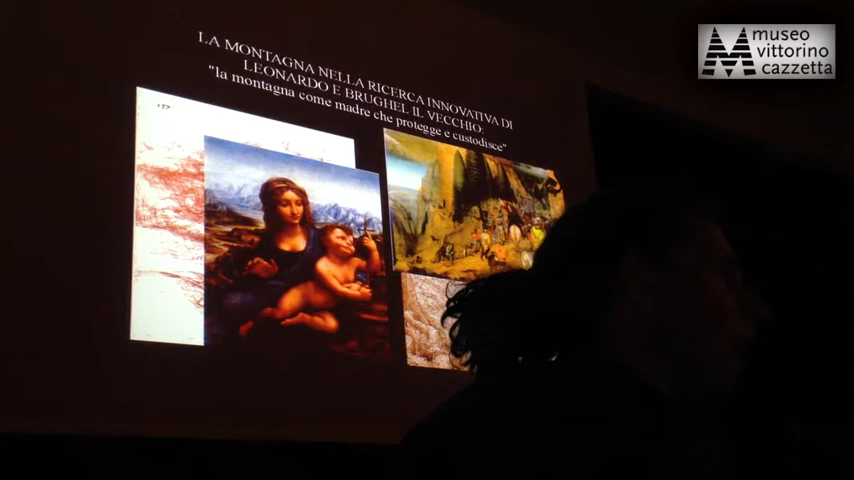 LA MONTAGNA NELLA RICERCA INNOVATIVA DI
LEONARDO E BRUGHEL IL VECCHIO:
"la montagna come madre che protegge e custodisce"
museo
vittorino
cazzetta